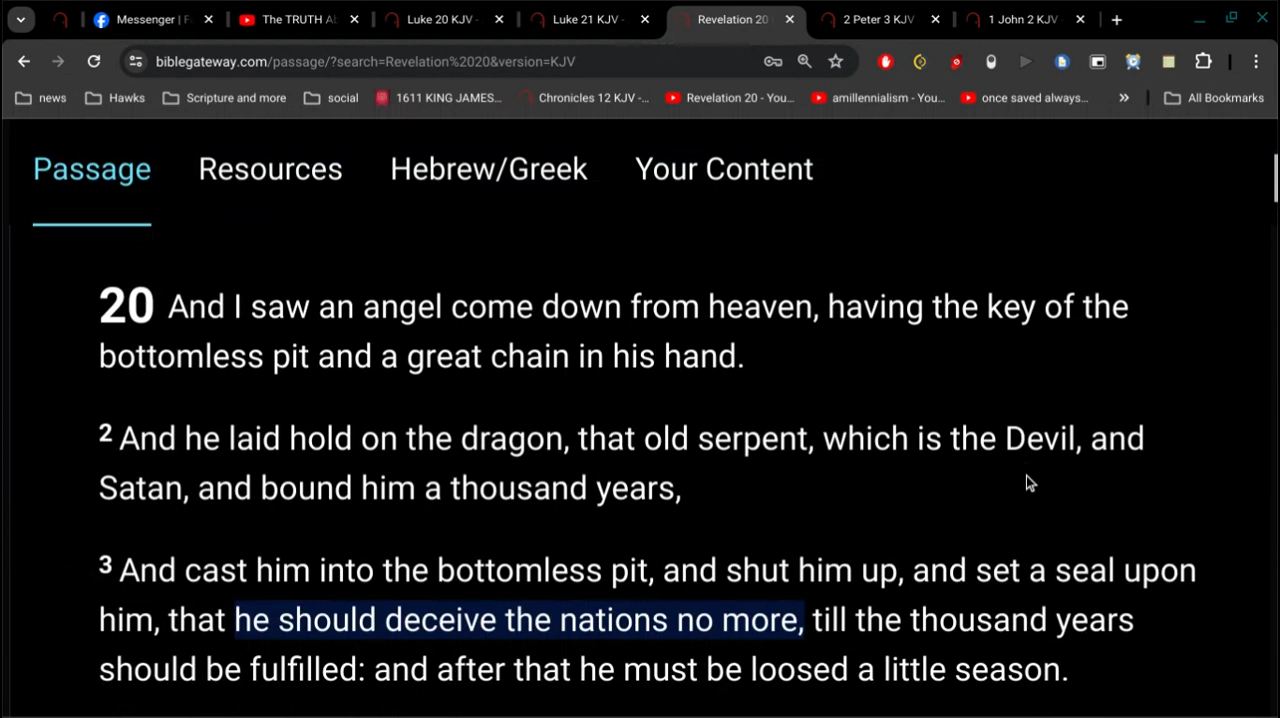 Messenger | F
The TRUTH Ab
Luke 20 KJV -
Luke 21 KJV -
Revelation 20
2 Peter 3 KJV
1 John 2 KJV
biblegateway.com/passage/?search=Revelation%2020&version=KJV
news
Hawks
Scripture and more
social
1611 KING JAMES...
Chronicles 12 KJV -...
Revelation 20 - You...
amillennialism - You...
once saved always...
All Bookmarks
Passage
Resources
Hebrew/Greek
Your Content
20 And I saw an angel come down from heaven, having the key of the
bottomless pit and a great chain in his hand.
2 And he laid hold on the dragon, that old serpent, which is the Devil, and
Satan, and bound him a thousand years,
3 And cast him into the bottomless pit, and shut him up, and set a seal upon
him, that he should deceive the nations no more, till the thousand years
should be fulfilled: and after that he must be loosed a little season.